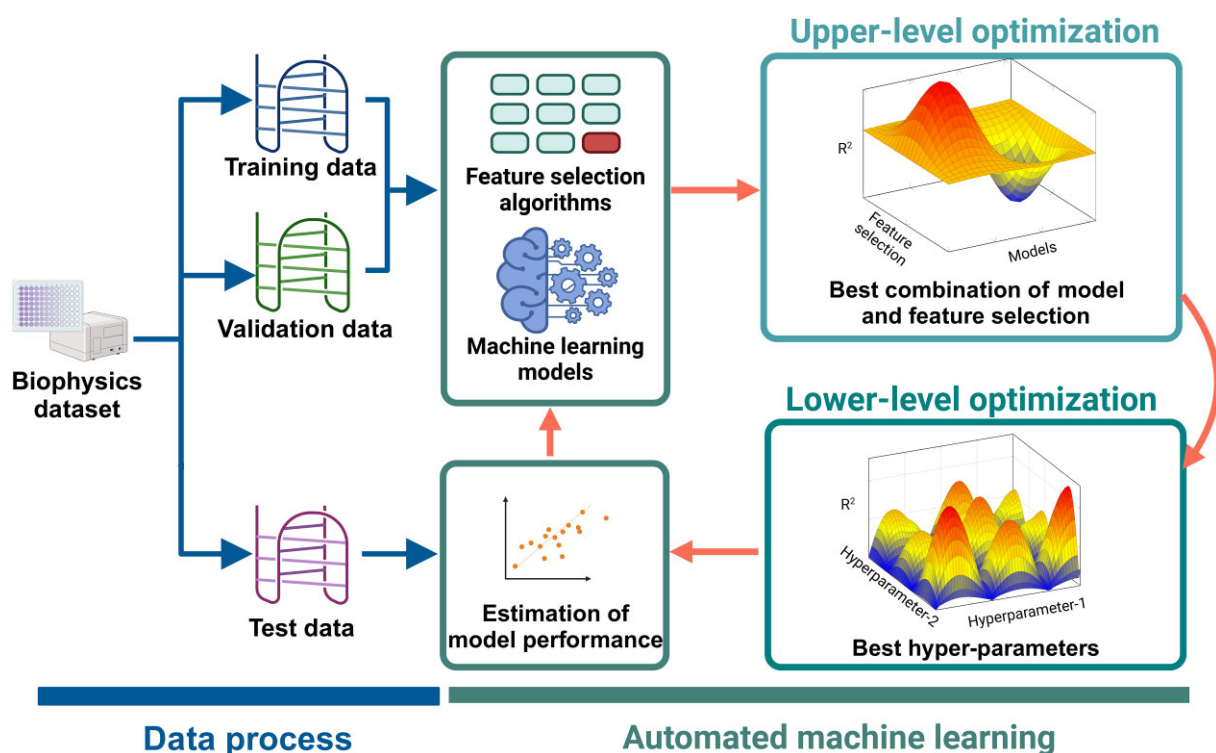 Biophysics
dataset
Training data
Validation data
Test data
Feature selection
algorithms
Machine learning
models
Estimation of
model performance
Upper-level optimization
R²
Feature
selection
Models
Best combination of model
and feature selection
Lower-level optimization
R²
Hyperparameter-2
Hyperparameter-1
Best hyper-parameters
Data process
Automated machine learning